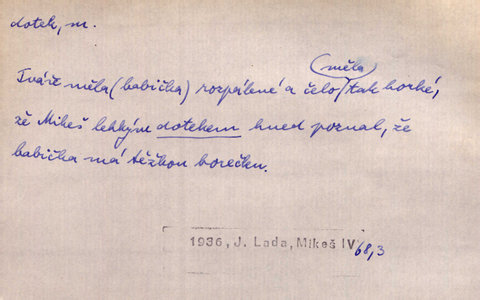 dotek, m.
měla
Tvář měla (babička) rozpálené a čelo tak horké,
že Mikeš lehkým dotekem hned poznal, že
babička má těžkou horečku.
1936, J. Lada, Mikeš IV 68,3